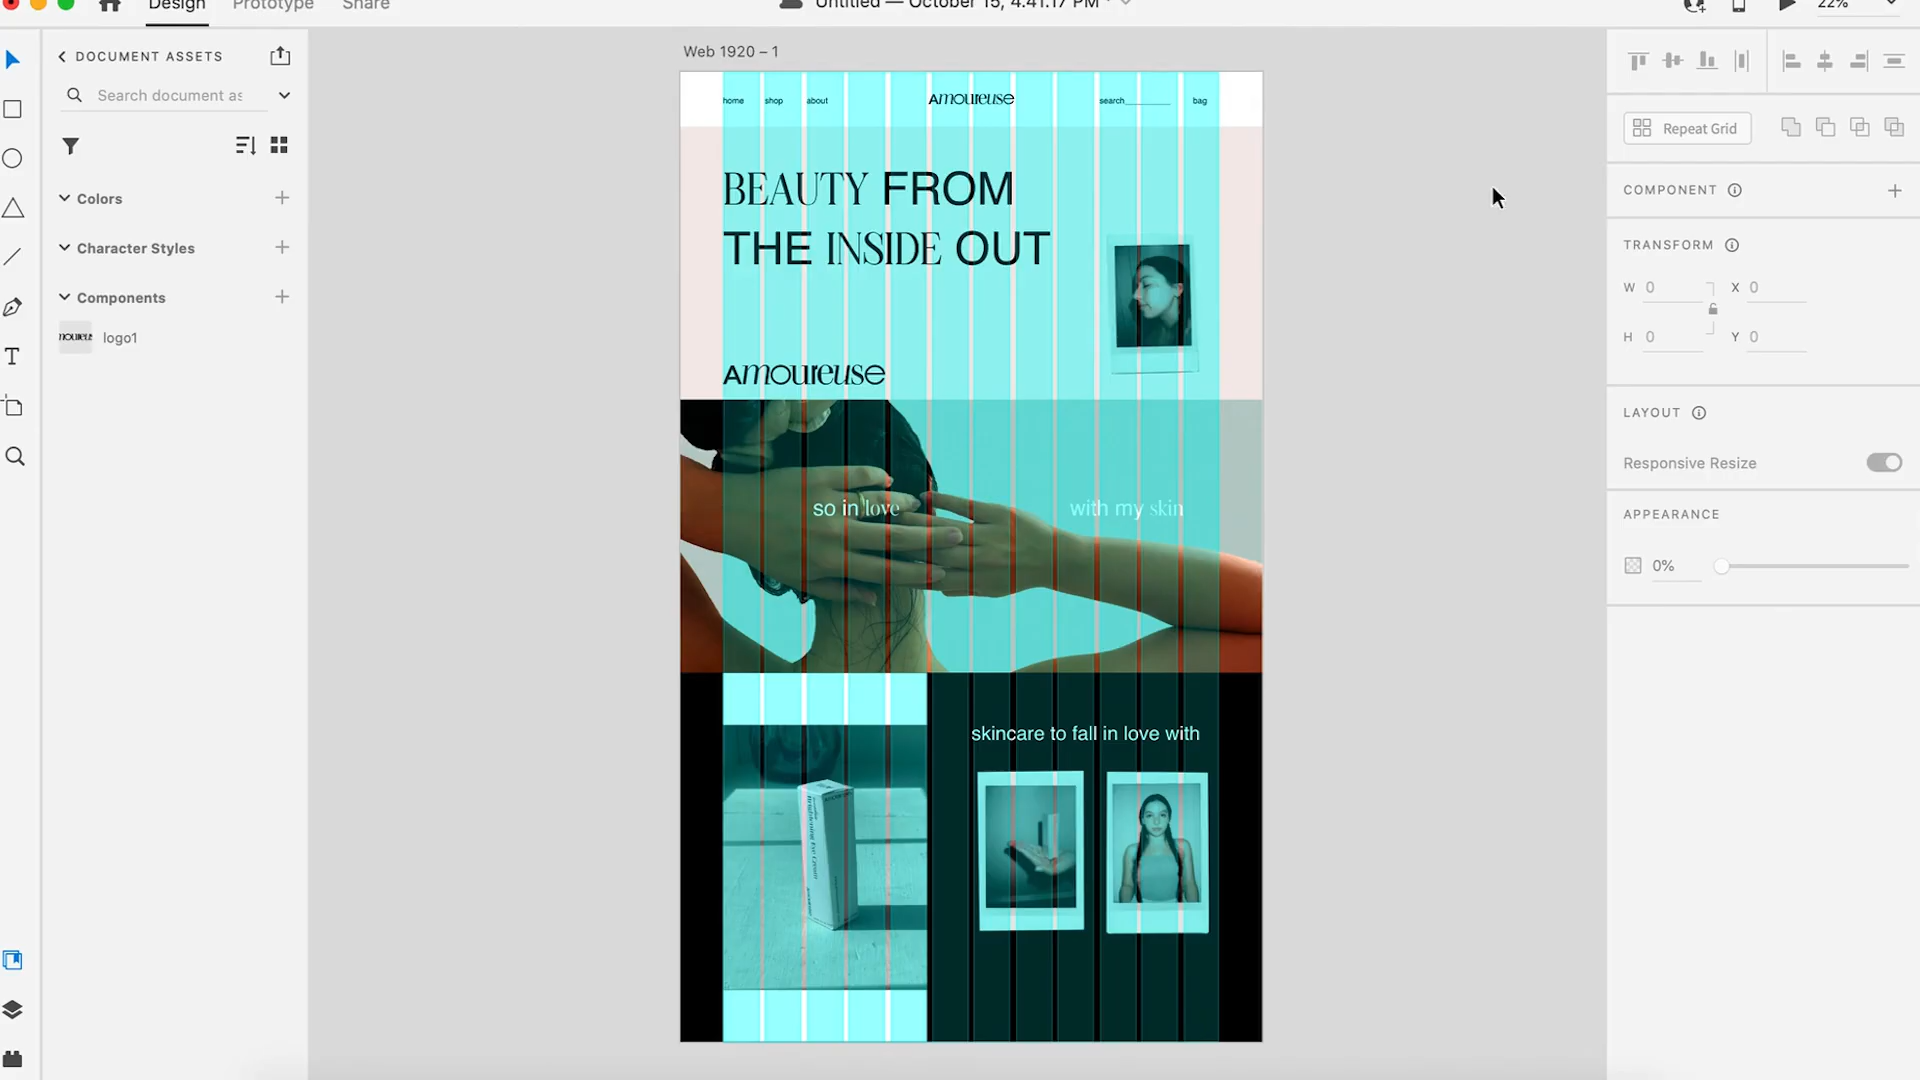 Design Prototype Share
Untitled — October 15, 4.41.17 PM
22%
DOCUMENT ASSETS
Search document as
Colors
Character Styles
Components
logo1
Web 1920 – 1
home shop about AMOUREUSE search bag
BEAUTY FROM
THE INSIDE OUT
AMOUREUSE
so in love with my skin
skincare to fall in love with
Repeat Grid
COMPONENT
TRANSFORM
W 0 X 0
H 0 Y 0
LAYOUT
Responsive Resize
APPEARANCE
0%